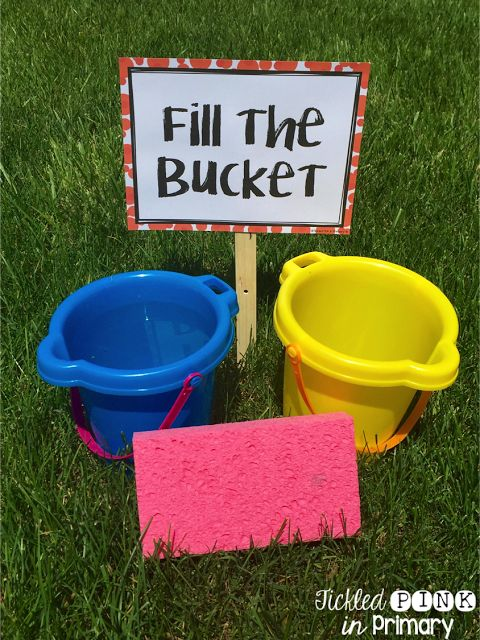 Fill The
Bucket
Tickled PINK
in Primary